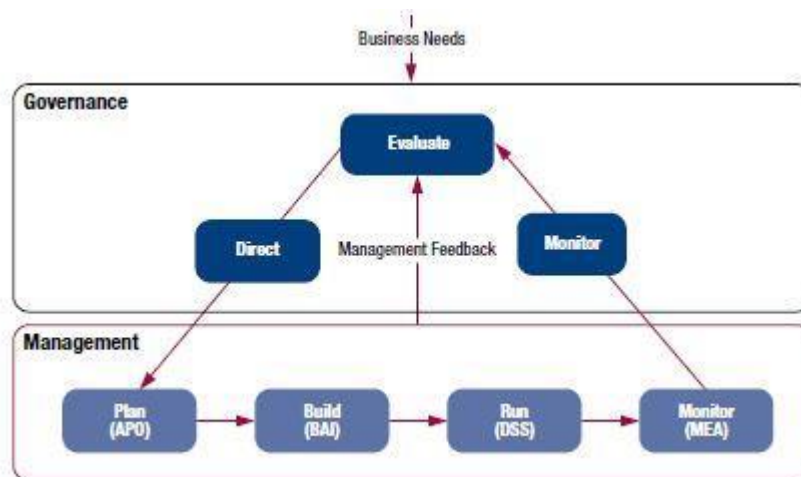 Business Needs
Governance
Evaluate
Direct
Management Feedback
Monitor
Management
Plan
(APO)
Build
(BAI)
Run
(DSS)
Monitor
(MEA)